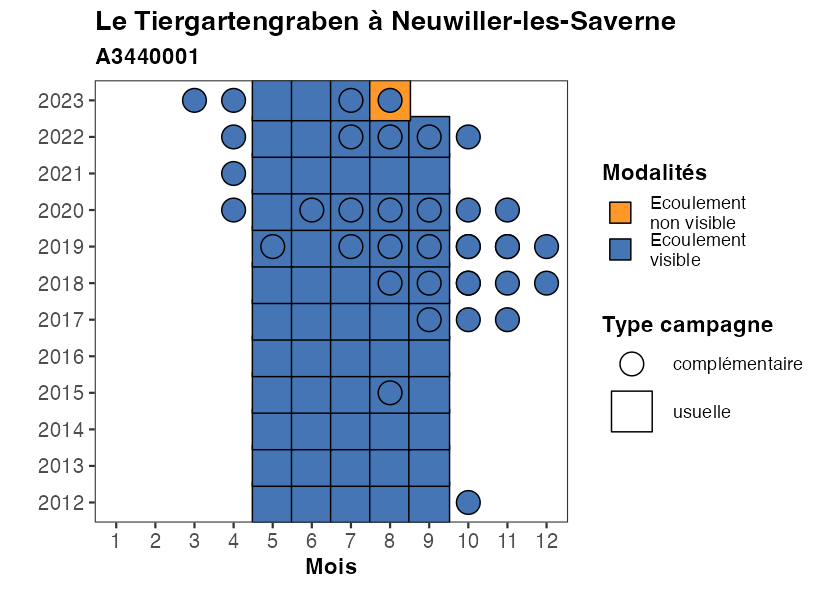 Le Tiergartengraben à Neuwiller-les-Saverne
A3440001
2023
2022
2021
2020
2019
2018
2017
2016
2015
2014
2013
2012
1 2 3 4 5 6 7 8 9 10 11 12
Mois
Modalités
Ecoulement
non visible
Ecoulement
visible
Type campagne
complémentaire
usuelle